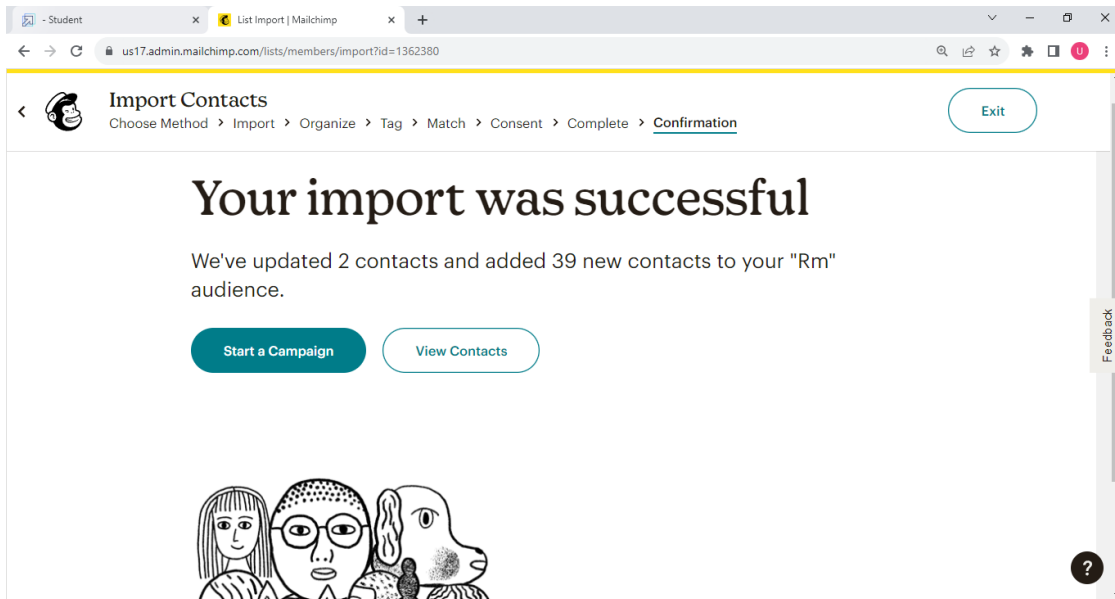 - Student
List Import | Mailchimp
us17.admin.mailchimp.com/lists/members/import?id=1362380
U
Import Contacts
Choose Method > Import > Organize > Tag > Match > Consent > Complete > Confirmation
Exit
Your import was successful
We've updated 2 contacts and added 39 new contacts to your "Rm"
audience.
Start a Campaign
View Contacts
Feedback
?